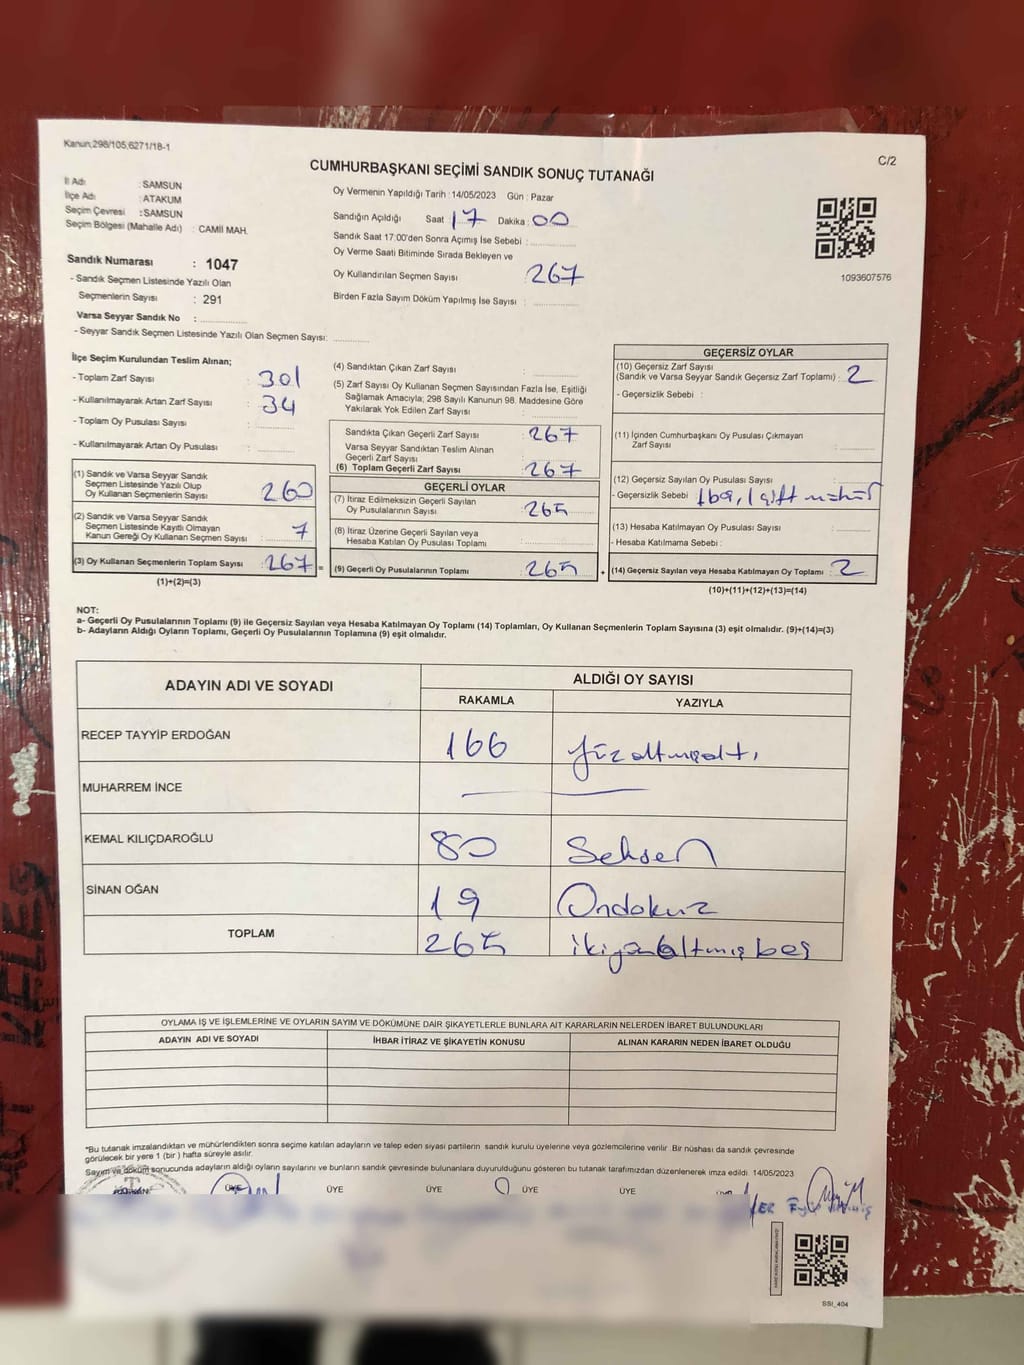 Kanun,298/105,6271/18-1
C/2
CUMHURBAŞKANI SEÇİMİ SANDIK SONUÇ TUTANAĞI
İl Adı : SAMSUN
İlçe Adı : ATAKUM
Seçim Çevresi : SAMSUN
Seçim Bölgesi (Mahalle Adı) : CAMİİ MAH.
Oy Vermenin Yapıldığı Tarih : 14/05/2023 Gün : Pazar
Sandığın Açıldığı Saat 17 Dakika : 00
Sandık Saat 17:00'den Sonra Açımış İse Sebebi :
Oy Verme Saati Bitiminde Sırada Bekleyen ve
Oy Kullandırılan Seçmen Sayısı : 267
Birden Fazla Sayım Döküm Yapılmış İse Sayısı :
1093607576
Sandık Numarası : 1047
- Sandık Seçmen Listesinde Yazılı Olan
Seçmenlerin Sayısı : 291
Varsa Seyyar Sandık No :
- Seyyar Sandık Seçmen Listesinde Yazılı Olan Seçmen Sayısı:
İlçe Seçim Kurulundan Teslim Alınan;
- Toplam Zarf Sayısı : 301
- Kullanılmayarak Artan Zarf Sayısı : 34
- Toplam Oy Pusulası Sayısı :
- Kullanılmayarak Artan Oy Pusulası :
(1) Sandık ve Varsa Seyyar Sandık
Seçmen Listesinde Yazılı Olup
Oy Kullanan Seçmenlerin Sayısı : 260
(2) Sandık ve Varsa Seyyar Sandık
Seçmen Listesinde Kayıtlı Olmayan
Kanun Gereği Oy Kullanan Seçmen Sayısı : 7
(3) Oy Kullanan Seçmenlerin Toplam Sayısı : 267 =
(1)+(2)=(3)
(4) Sandıktan Çıkan Zarf Sayısı :
(5) Zarf Sayısı Oy Kullanan Seçmen Sayısından Fazla İse, Eşitliği
Sağlamak Amacıyla; 298 Sayılı Kanunun 98. Maddesine Göre
Yakılarak Yok Edilen Zarf Sayısı :
Sandıkta Çıkan Geçerli Zarf Sayısı : 267
Varsa Seyyar Sandıktan Teslim Alınan
Geçerli Zarf Sayısı :
(6) Toplam Geçerli Zarf Sayısı : 267
GEÇERLİ OYLAR
(7) İtiraz Edilmeksizin Geçerli Sayılan
Oy Pusulalarının Sayısı : 265
(8) İtiraz Üzerine Geçerli Sayılan veya
Hesaba Katılan Oy Pusulası Toplamı :
(9) Geçerli Oy Pusulalarının Toplamı : 265 +
GEÇERSİZ OYLAR
(10) Geçersiz Zarf Sayısı
(Sandık ve Varsa Seyyar Sandık Geçersiz Zarf Toplamı) : 2
- Geçersizlik Sebebi :
(11) İçinden Cumhurbaşkanı Oy Pusulası Çıkmayan
Zarf Sayısı :
(12) Geçersiz Sayılan Oy Pusulası Sayısı :
- Geçersizlik Sebebi : 1 boş, 1 çift mühür
(13) Hesaba Katılmayan Oy Pusulası Sayısı :
- Hesaba Katılmama Sebebi :
(14) Geçersiz Sayılan veya Hesaba Katılmayan Oy Toplamı : 2
(10)+(11)+(12)+(13)=(14)
NOT:
a- Geçerli Oy Pusulalarının Toplamı (9) ile Geçersiz Sayılan veya Hesaba Katılmayan Oy Toplamı (14) Toplamları, Oy Kullanan Seçmenlerin Toplam Sayısına (3) eşit olmalıdır. (9)+(14)=(3)
b- Adayların Aldığı Oyların Toplamı, Geçerli Oy Pusulalarının Toplamına (9) eşit olmalıdır.
ADAYIN ADI VE SOYADI
ALDIĞI OY SAYISI
RAKAMLA YAZIYLA
RECEP TAYYİP ERDOĞAN 166 Yüzaltmışaltı
MUHARREM İNCE
KEMAL KILIÇDAROĞLU 80 Seksen
SİNAN OĞAN 19 Ondokuz
TOPLAM 265 ikiyüzaltmışbeş
OYLAMA İŞ VE İŞLEMLERİNE VE OYLARIN SAYIM VE DÖKÜMÜNE DAİR ŞİKAYETLERLE BUNLARA AİT KARARLARIN NELERDEN İBARET BULUNDUKLARI
ADAYIN ADI VE SOYADI İHBAR İTİRAZ VE ŞİKAYETİN KONUSU ALINAN KARARIN NEDEN İBARET OLDUĞU
"Bu tutanak imzalandıktan ve mühürlendikten sonra seçime katılan adayların ve talep eden siyasi partilerin sandık kurulu üyelerine veya gözlemcilerine verilir. Bir nüshası da sandık çevresinde
görülecek bir yere 1 (bir ) hafta süreyle asılır.
Sayım ve döküm sonucunda adayların aldığı oyların sayılarını ve bunların sandık çevresinde bulunanlara duyurulduğunu gösteren bu tutanak tarafımızdan düzenlenerek imza edildi. 14/05/2023
ÜYE ÜYE ÜYE ÜYE ÜYE
SSI_404